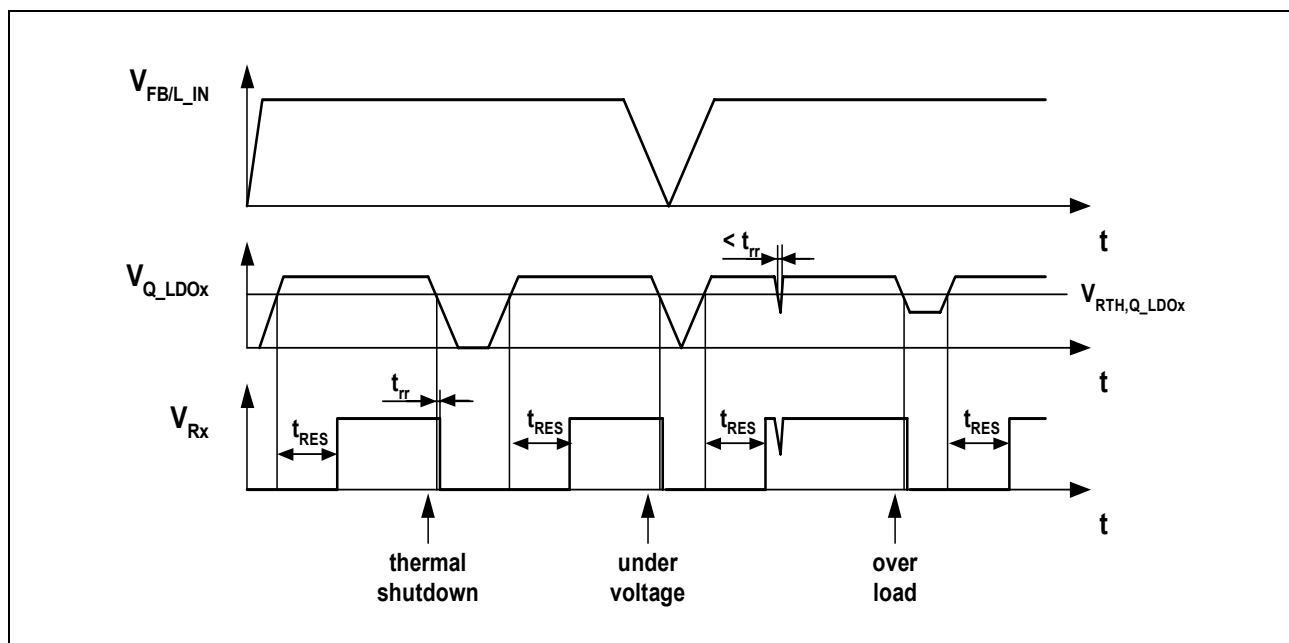 V_FB/L_IN
t
< t_rr
V_Q_LDOx
V_RTH,Q_LDOx
t
t_rr
V_Rx
t_RES
t_RES
t_RES
t_RES
t
thermal
shutdown
under
voltage
over
load